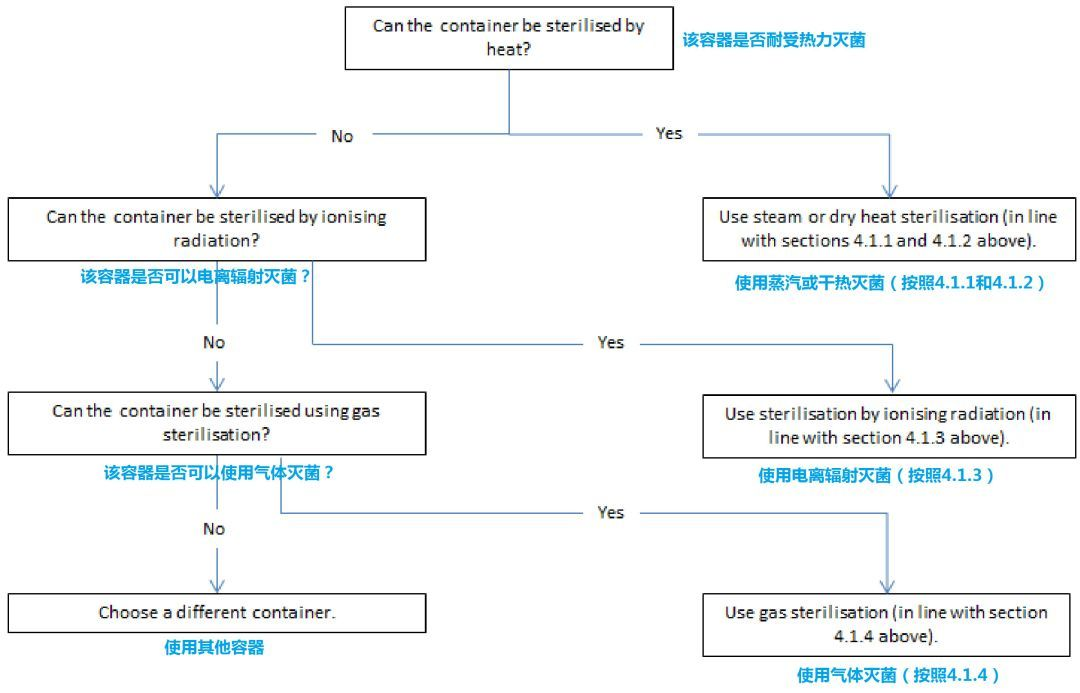 Can the container be sterilised by
heat?
该容器是否耐受热力灭菌
No
Yes
Can the container be sterilised by ionising
radiation?
该容器是否可以电离辐射灭菌？
Use steam or dry heat sterilisation (in line
with sections 4.1.1 and 4.1.2 above).
使用蒸汽或干热灭菌（按照4.1.1和4.1.2）
No
Yes
Can the container be sterilised using gas
sterilisation?
该容器是否可以使用气体灭菌？
Use sterilisation by ionising radiation (in
line with section 4.1.3 above).
使用电离辐射灭菌（按照4.1.3）
No
Yes
Choose a different container.
使用其他容器
Use gas sterilisation (in line with section
4.1.4 above).
使用气体灭菌（按照4.1.4）